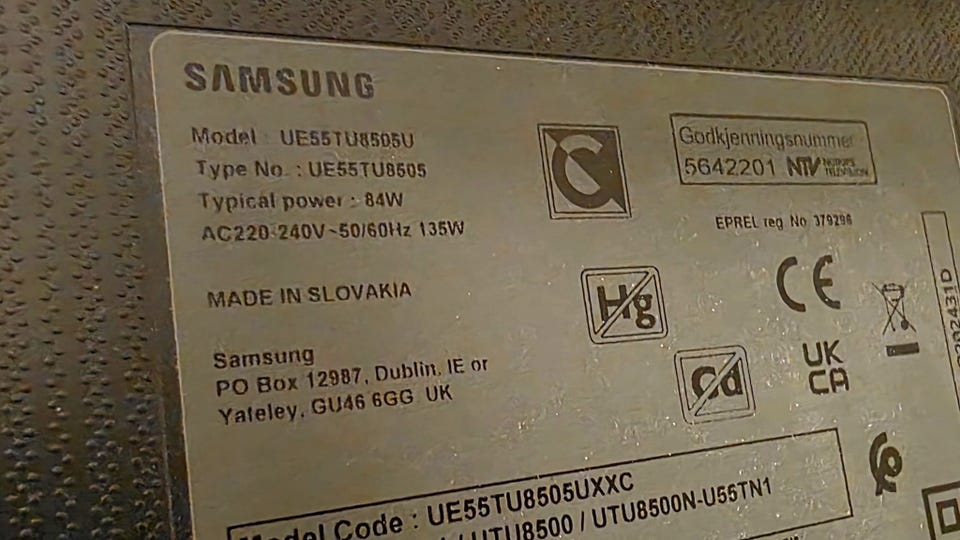 SAMSUNG
Model : UE55TU8505U
Type No. : UE55TU8505
Typical power : 84W
AC220-240V~50/60Hz 135W
MADE IN SLOVAKIA
Samsung
PO Box 12987, Dublin, IE or
Yateley, GU46 6GG UK
Godkjenningsnummer
5642201 NTV NORGES TELEVISION
EPREL reg. No 379296
Hg
CE
Cd
UK
CA
Model Code : UE55TU8505UXXC
/ UTU8500 / UTU8500N-U55TN1